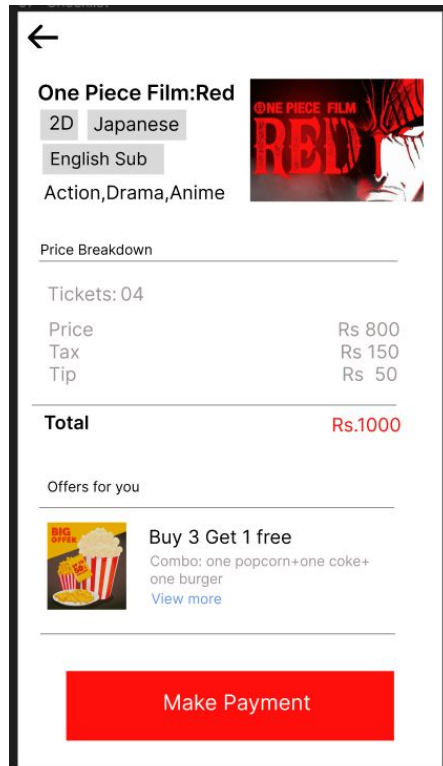 One Piece Film:Red
2D Japanese
English Sub
Action,Drama,Anime
ONE PIECE FILM
RED
Price Breakdown
Tickets: 04
Price Rs 800
Tax Rs 150
Tip Rs 50
Total Rs.1000
Offers for you
BIG
OFFER
Buy 3 Get 1 free
Combo: one popcorn+one coke+
one burger
View more
Make Payment